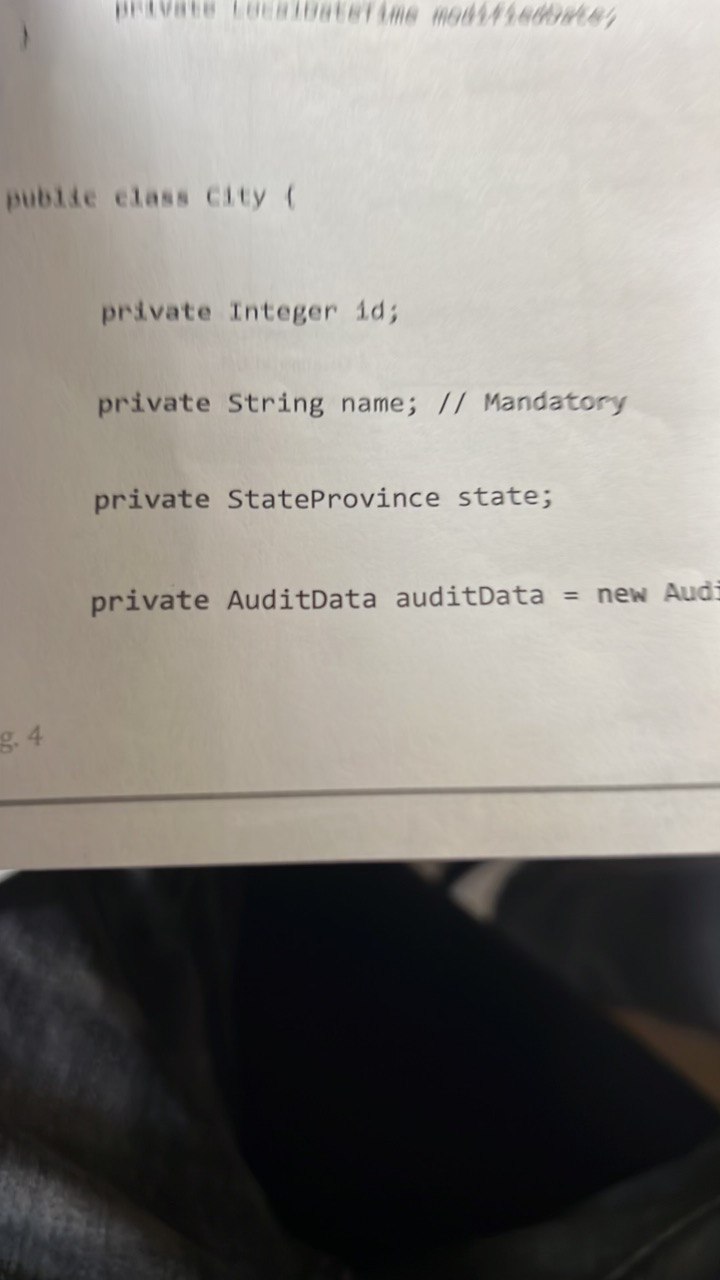 private LocalDateTime modifiedDate;
}
public class City {
private Integer id;
private String name; // Mandatory
private StateProvince state;
private AuditData auditData = new Audi
g. 4